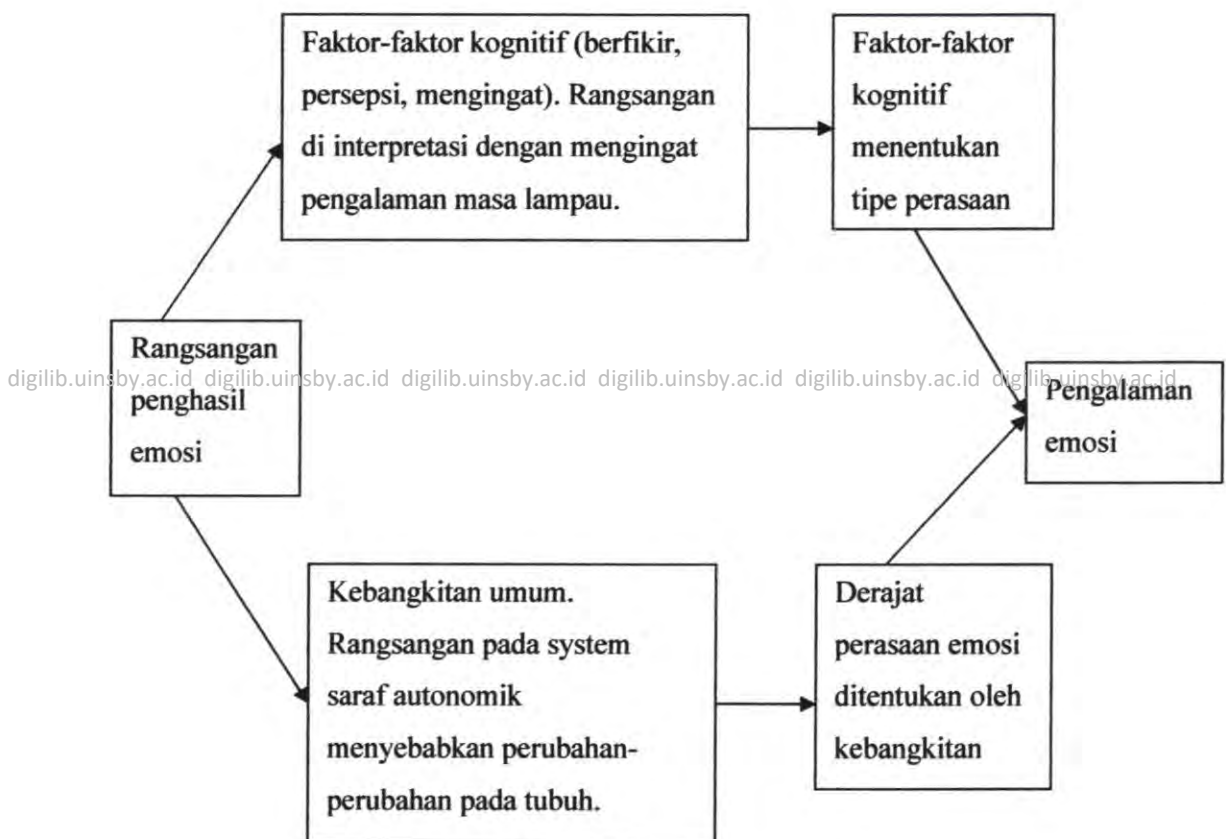 Faktor-faktor kognitif (berfikir,
persepsi, mengingat). Rangsangan
di interpretasi dengan mengingat
pengalaman masa lampau.
Faktor-faktor
kognitif
menentukan
tipe perasaan
Rangsangan
penghasil
emosi
digilib.uinsby.ac.id digilib.uinsby.ac.id digilib.uinsby.ac.id digilib.uinsby.ac.id digilib.uinsby.ac.id digilib.uinsby.ac.id
Pengalaman
emosi
Kebangkitan umum.
Rangsangan pada system
saraf autonomik
menyebabkan perubahan-
perubahan pada tubuh.
Derajat
perasaan emosi
ditentukan oleh
kebangkitan